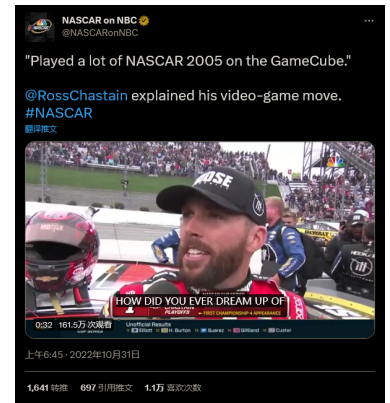 NASCAR on NBC
@NASCARonNBC
"Played a lot of NASCAR 2005 on the GameCube."
@RossChastain explained his video-game move.
#NASCAR
翻译推文
MOOSE
NBC
HOW DID YOU EVER DREAM UP OF
PLAYOFFS • FIRST CHAMPIONSHIP 4 APPEARANCE
0:32 161.5万 次观看
Unofficial Results
Elliott H. Burton Suarez Gilliland Custer
上午6:45 · 2022年10月31日
1,641 转推 697 引用推文 1.1万 喜欢次数